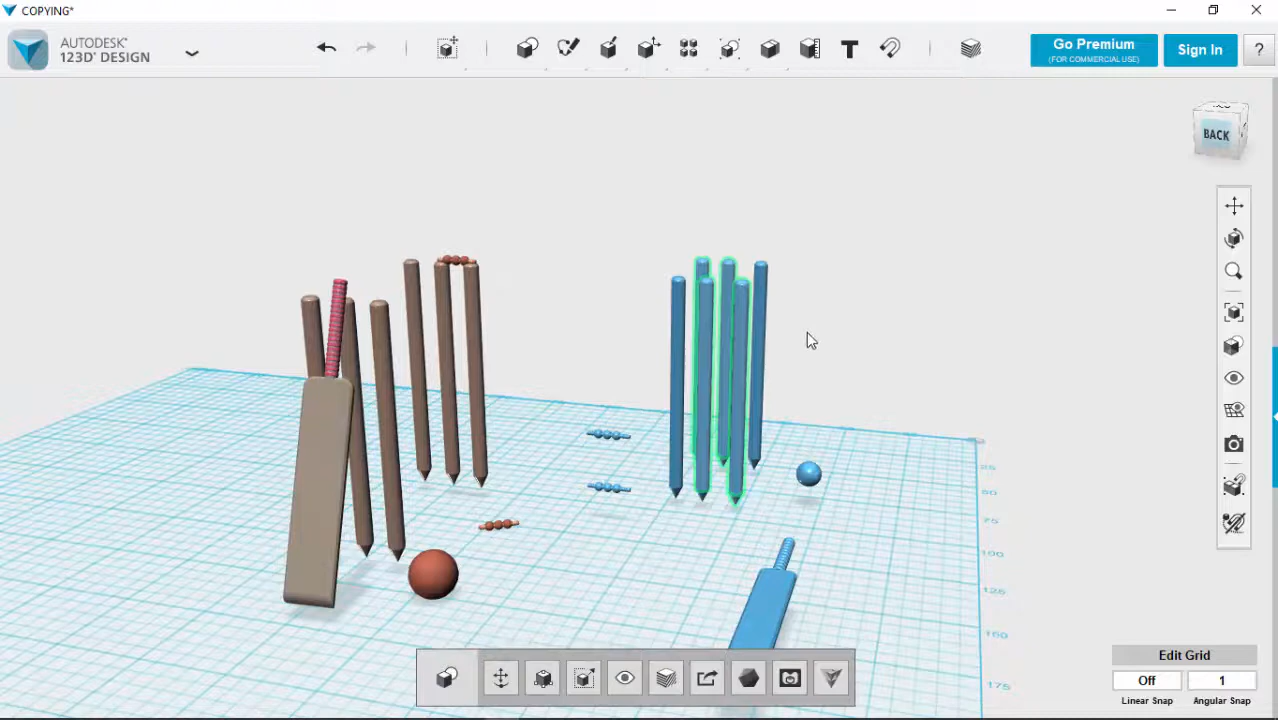 COPYING*
AUTODESK®
123D® DESIGN
Go Premium
(FOR COMMERCIAL USE)
Sign In
?
BACK
25
50
75
100
125
150
175
Edit Grid
Off
1
Linear Snap
Angular Snap